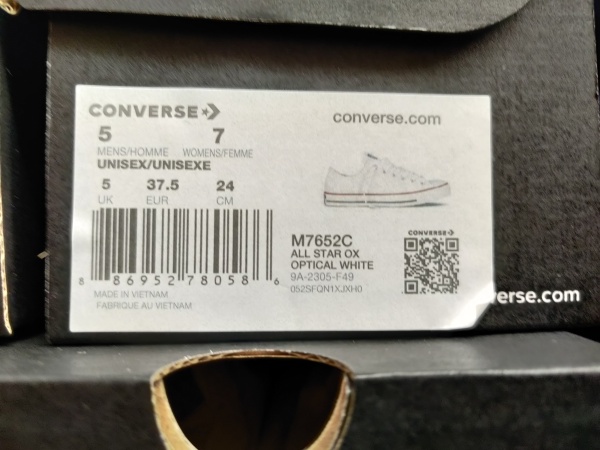 CONVERSE
converse.com
5 7
MENS/HOMME WOMENS/FEMME
UNISEX/UNISEXE
5 37.5 24
UK EUR CM
M7652C
ALL STAR OX
OPTICAL WHITE
9A-2305-F49
052SFQN1XJXH0
CONVERSE
8 86952 78058 6
MADE IN VIETNAM
FABRIQUE AU VIETNAM
verse.com